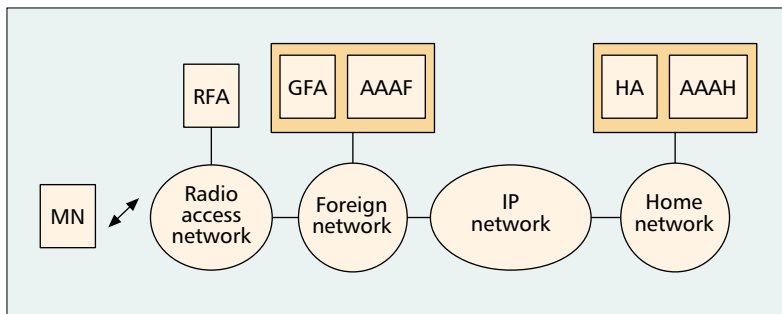 RFA
GFA
AAAF
HA
AAAH
MN
Radio
access
network
Foreign
network
IP
network
Home
network